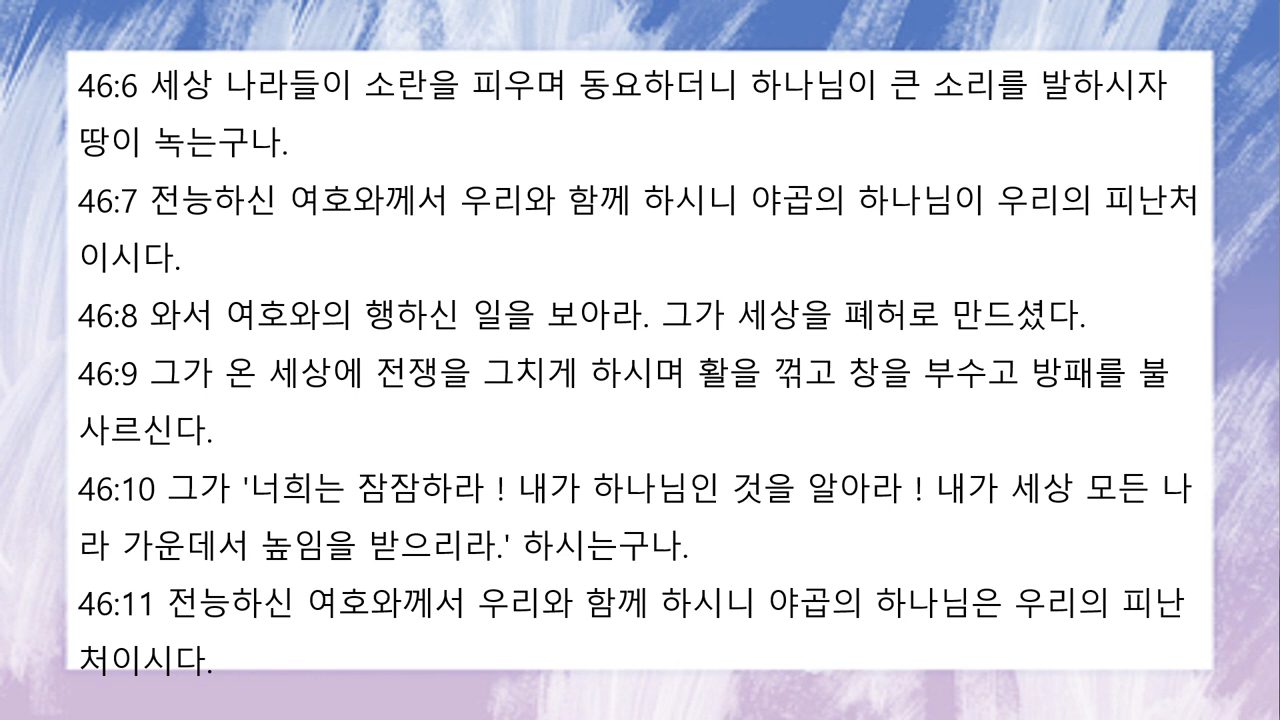 46:6 세상 나라들이 소란을 피우며 동요하더니 하나님이 큰 소리를 발하시자
땅이 녹는구나.
46:7 전능하신 여호와께서 우리와 함께 하시니 야곱의 하나님이 우리의 피난처
이시다.
46:8 와서 여호와의 행하신 일을 보아라. 그가 세상을 폐허로 만드셨다.
46:9 그가 온 세상에 전쟁을 그치게 하시며 활을 꺾고 창을 부수고 방패를 불
사르신다.
46:10 그가 '너희는 잠잠하라 ! 내가 하나님인 것을 알아라 ! 내가 세상 모든 나
라 가운데서 높임을 받으리라.' 하시는구나.
46:11 전능하신 여호와께서 우리와 함께 하시니 야곱의 하나님은 우리의 피난
처이시다.